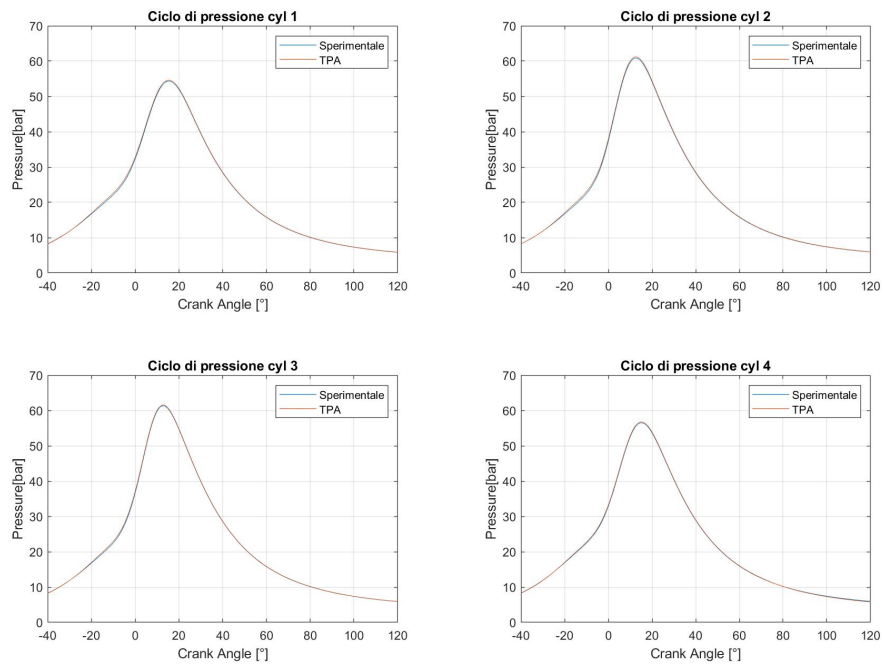 Ciclo di pressione cyl 1
70
60
50
40
30
20
10
0
Pressure[bar]
Sperimentale
TPA
-40 -20 0 20 40 60 80 100 120
Crank Angle [°]
Ciclo di pressione cyl 2
70
60
50
40
30
20
10
0
Pressure[bar]
Sperimentale
TPA
-40 -20 0 20 40 60 80 100 120
Crank Angle [°]
Ciclo di pressione cyl 3
70
60
50
40
30
20
10
0
Pressure[bar]
Sperimentale
TPA
-40 -20 0 20 40 60 80 100 120
Crank Angle [°]
Ciclo di pressione cyl 4
70
60
50
40
30
20
10
0
Pressure[bar]
Sperimentale
TPA
-40 -20 0 20 40 60 80 100 120
Crank Angle [°]